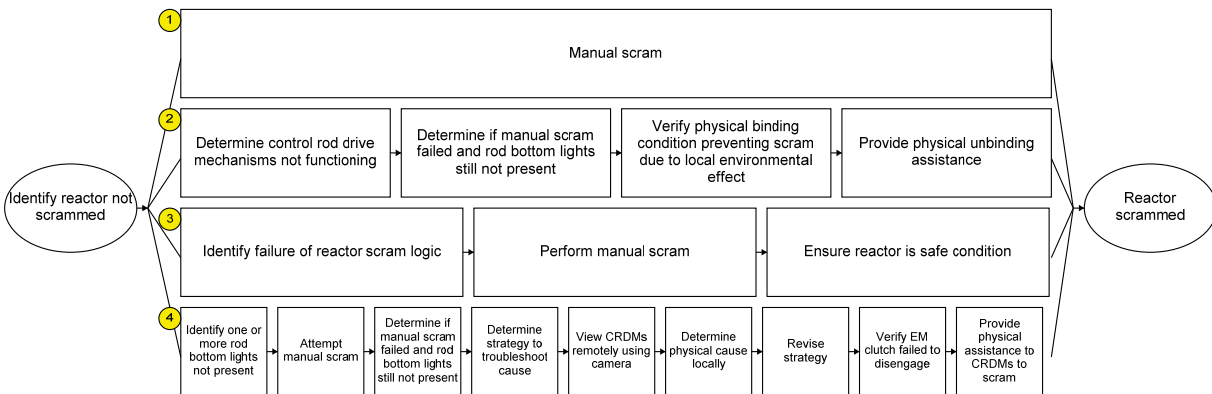 1
Manual scram
2
Determine control rod drive
mechanisms not functioning
Determine if manual scram
failed and rod bottom lights
still not present
Verify physical binding
condition preventing scram
due to local environmental
effect
Provide physical unbinding
assistance
Identify reactor not
scrammed
Reactor
scrammed
3
Identify failure of reactor scram logic
Perform manual scram
Ensure reactor is safe condition
4
Identify one or
more rod
bottom lights
not present
Attempt
manual scram
Determine if
manual scram
failed and rod
bottom lights
still not present
Determine
strategy to
troubleshoot
cause
View CRDMs
remotely using
camera
Determine
physical cause
locally
Revise
strategy
Verify EM
clutch failed to
disengage
Provide
physical
assistance to
CRDMs to
scram